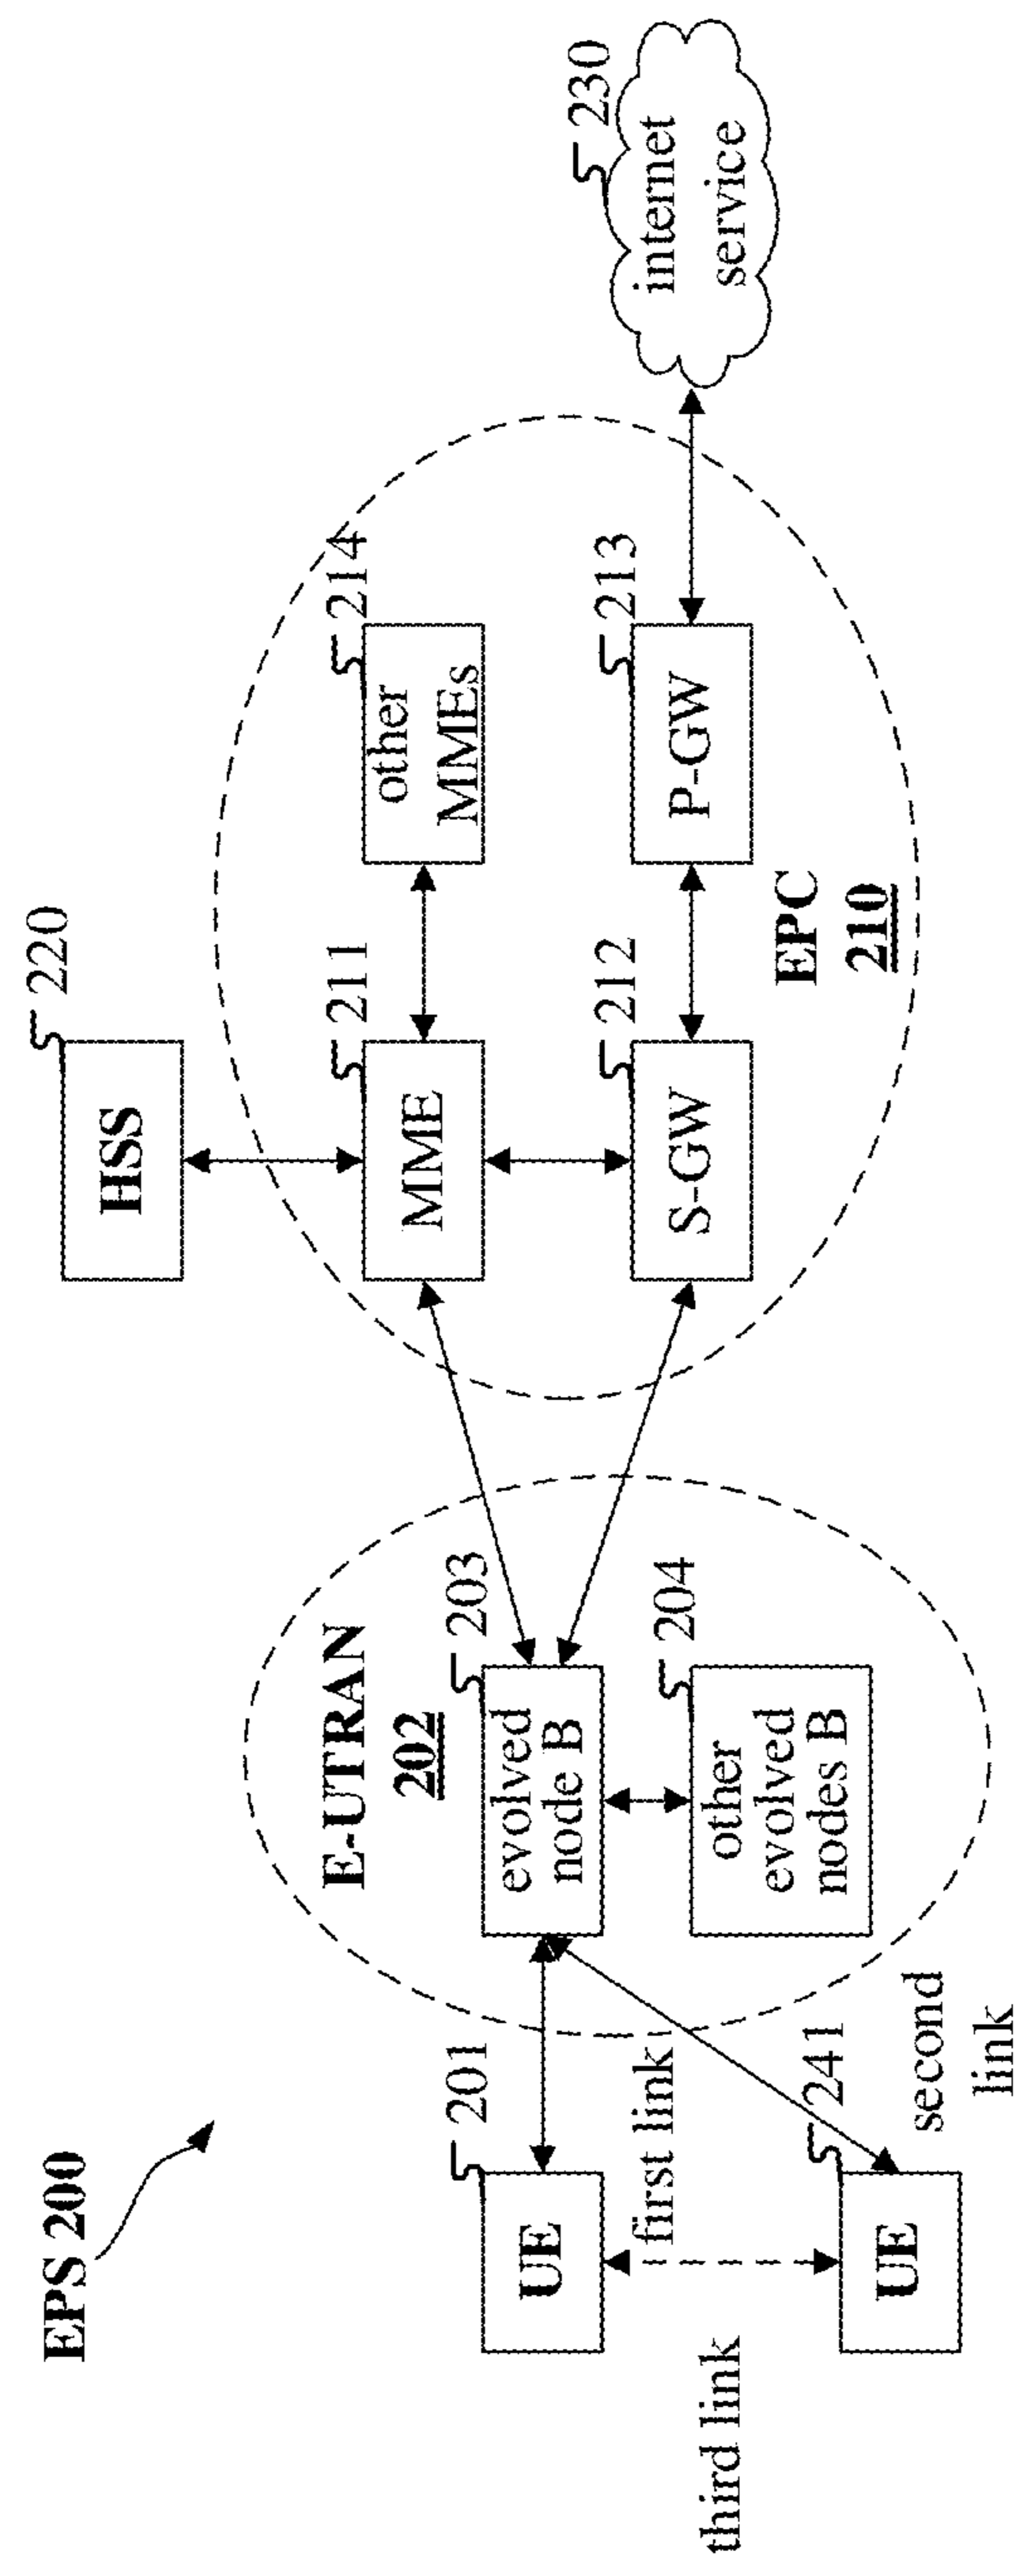 EPS 200
HSS
220
E-UTRAN
202
MME
211
other
MMEs
214
UE
201
evolved
node B
203
first link
third link
other
evolved
nodes B
204
S-GW
212
P-GW
213
internet
service
230
EPC
210
UE
241
second
link